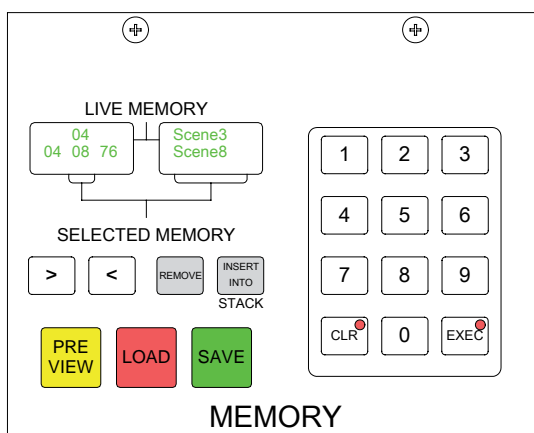 LIVE MEMORY
04
04 08 76
Scene3
Scene8
SELECTED MEMORY
> < REMOVE INSERT INTO
STACK
PRE VIEW LOAD SAVE
1 2 3
4 5 6
7 8 9
CLR 0 EXEC
MEMORY